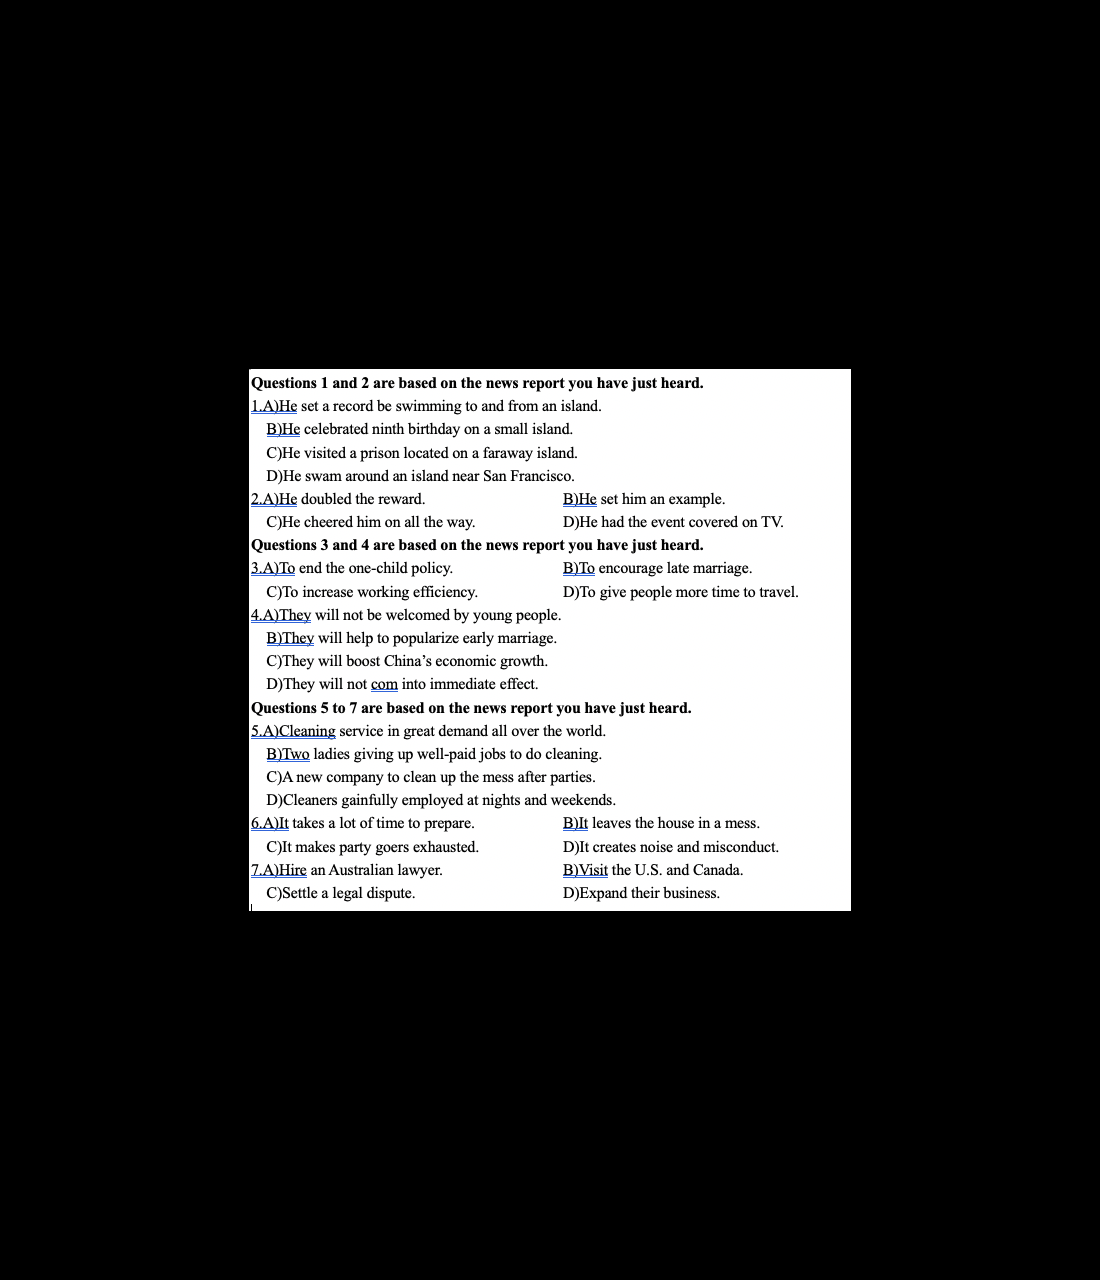 Questions 1 and 2 are based on the news report you have just heard.
1.A)He set a record be swimming to and from an island.
B)He celebrated ninth birthday on a small island.
C)He visited a prison located on a faraway island.
D)He swam around an island near San Francisco.
2.A)He doubled the reward. B)He set him an example.
C)He cheered him on all the way. D)He had the event covered on TV.
Questions 3 and 4 are based on the news report you have just heard.
3.A)To end the one-child policy. B)To encourage late marriage.
C)To increase working efficiency. D)To give people more time to travel.
4.A)They will not be welcomed by young people.
B)They will help to popularize early marriage.
C)They will boost China’s economic growth.
D)They will not com into immediate effect.
Questions 5 to 7 are based on the news report you have just heard.
5.A)Cleaning service in great demand all over the world.
B)Two ladies giving up well-paid jobs to do cleaning.
C)A new company to clean up the mess after parties.
D)Cleaners gainfully employed at nights and weekends.
6.A)It takes a lot of time to prepare. B)It leaves the house in a mess.
C)It makes party goers exhausted. D)It creates noise and misconduct.
7.A)Hire an Australian lawyer. B)Visit the U.S. and Canada.
C)Settle a legal dispute. D)Expand their business.